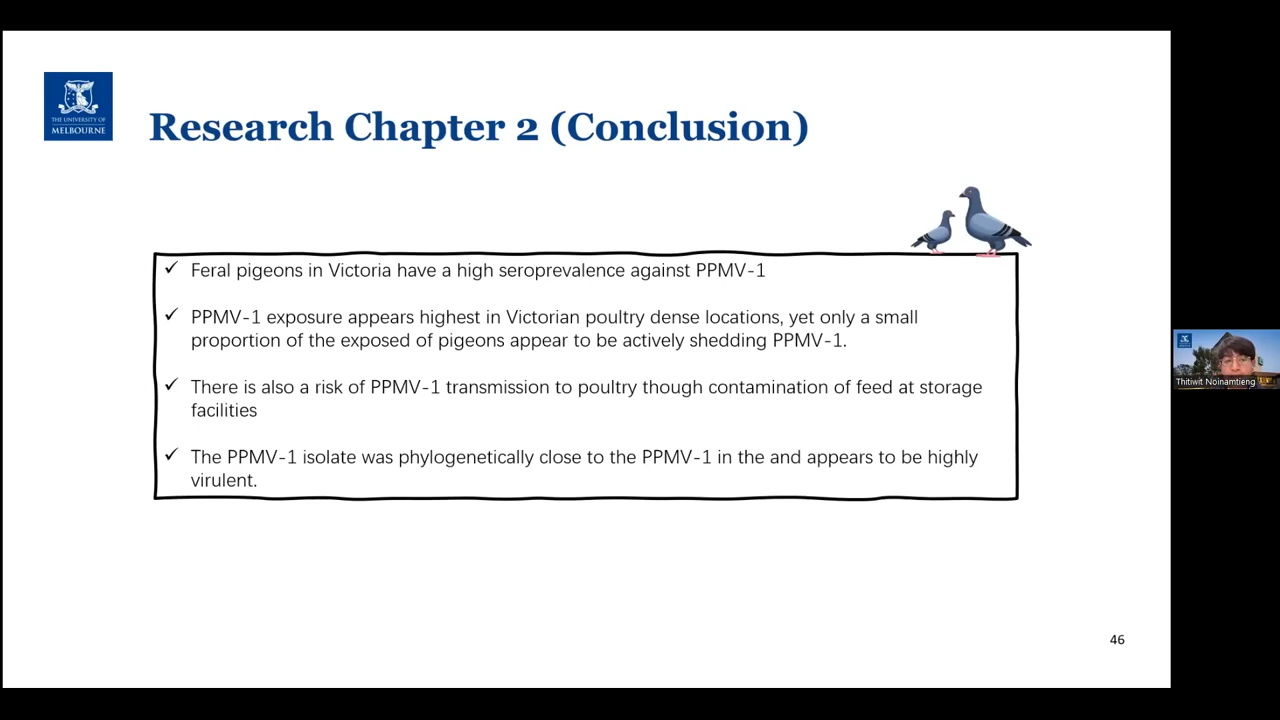 THE UNIVERSITY OF
MELBOURNE
Research Chapter 2 (Conclusion)
✓ Feral pigeons in Victoria have a high seroprevalence against PPMV-1
✓ PPMV-1 exposure appears highest in Victorian poultry dense locations, yet only a small
proportion of the exposed of pigeons appear to be actively shedding PPMV-1.
✓ There is also a risk of PPMV-1 transmission to poultry though contamination of feed at storage
facilities
✓ The PPMV-1 isolate was phylogenetically close to the PPMV-1 in the and appears to be highly
virulent.
46
Thitiwit Noinamtieng